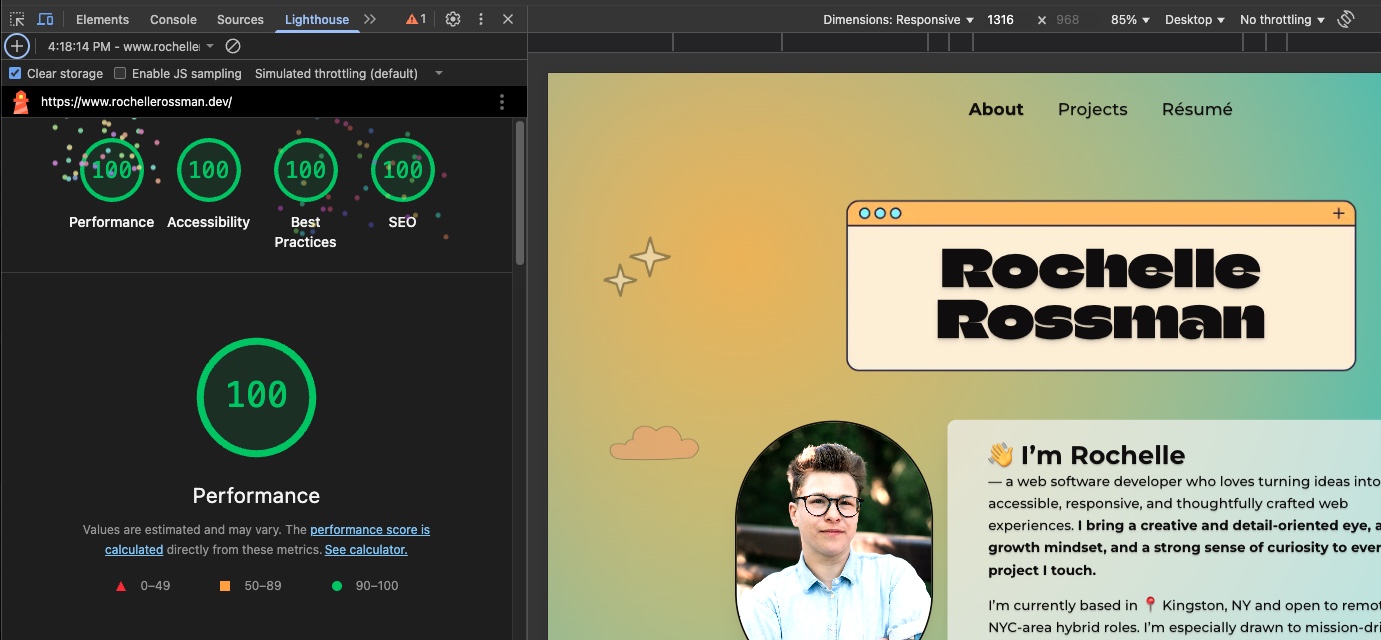 Elements Console Sources Lighthouse 1
Dimensions: Responsive 1316 x 968 85% Desktop No throttling
4:18:14 PM - www.rochelle
Clear storage Enable JS sampling Simulated throttling (default)
https://www.rochellerossman.dev/
100 100 100 100
Performance Accessibility Best Practices SEO
100
Performance
Values are estimated and may vary. The performance score is
calculated directly from these metrics. See calculator.
0–49 50–89 90–100
About Projects Résumé
Rochelle
Rossman
👋 I’m Rochelle
— a web software developer who loves turning ideas into
accessible, responsive, and thoughtfully crafted web
experiences. I bring a creative and detail-oriented eye, a
growth mindset, and a strong sense of curiosity to ever
project I touch.
I’m currently based in 📍 Kingston, NY and open to remot
NYC-area hybrid roles. I’m especially drawn to mission-dri